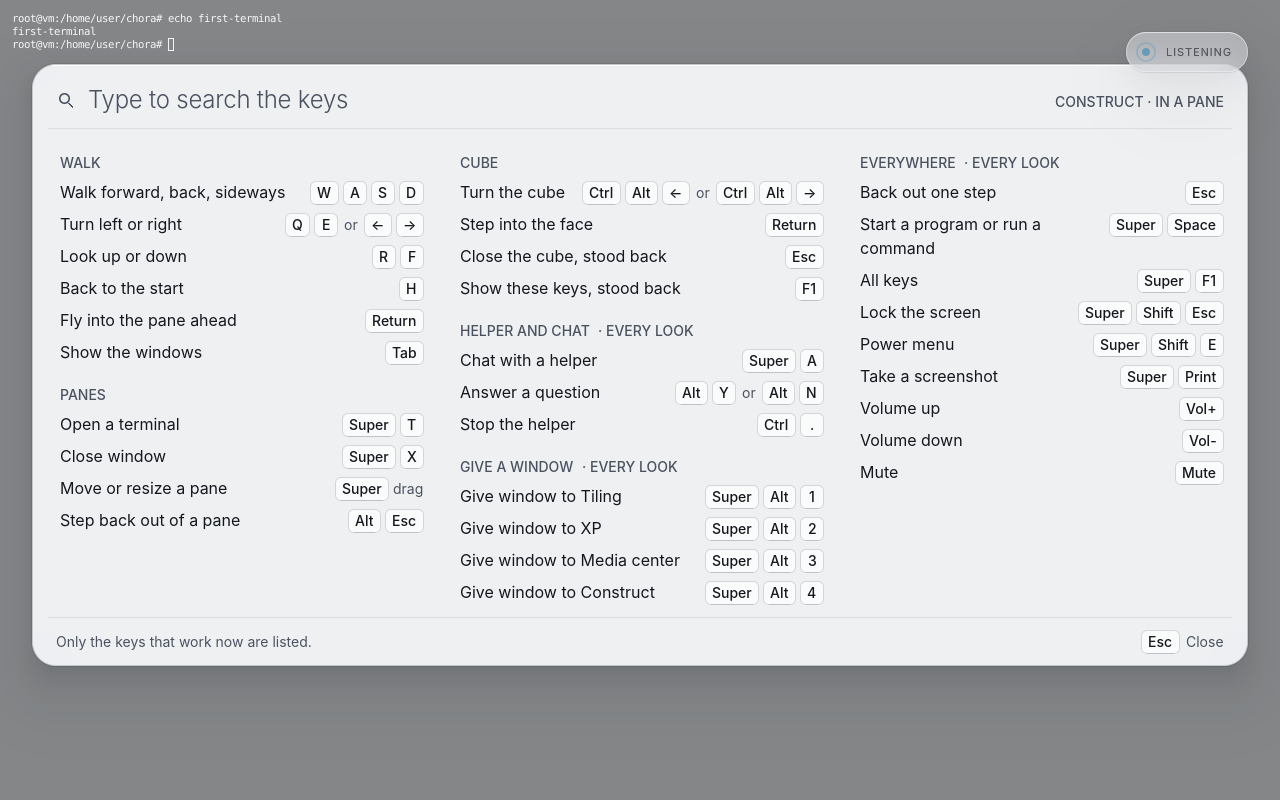 root@vm:/home/user/chora# echo first-terminal
first-terminal
root@vm:/home/user/chora#
LISTENING
Type to search the keys
CONSTRUCT · IN A PANE
WALK
Walk forward, back, sideways W A S D
Turn left or right Q E or ← →
Look up or down R F
Back to the start H
Fly into the pane ahead Return
Show the windows Tab
PANES
Open a terminal Super T
Close window Super X
Move or resize a pane Super drag
Step back out of a pane Alt Esc
CUBE
Turn the cube Ctrl Alt ← or Ctrl Alt →
Step into the face Return
Close the cube, stood back Esc
Show these keys, stood back F1
HELPER AND CHAT · EVERY LOOK
Chat with a helper Super A
Answer a question Alt Y or Alt N
Stop the helper Ctrl .
GIVE A WINDOW · EVERY LOOK
Give window to Tiling Super Alt 1
Give window to XP Super Alt 2
Give window to Media center Super Alt 3
Give window to Construct Super Alt 4
EVERYWHERE · EVERY LOOK
Back out one step Esc
Start a program or run a Super Space
command
All keys Super F1
Lock the screen Super Shift Esc
Power menu Super Shift E
Take a screenshot Super Print
Volume up Vol+
Volume down Vol-
Mute Mute
Only the keys that work now are listed.
Esc Close